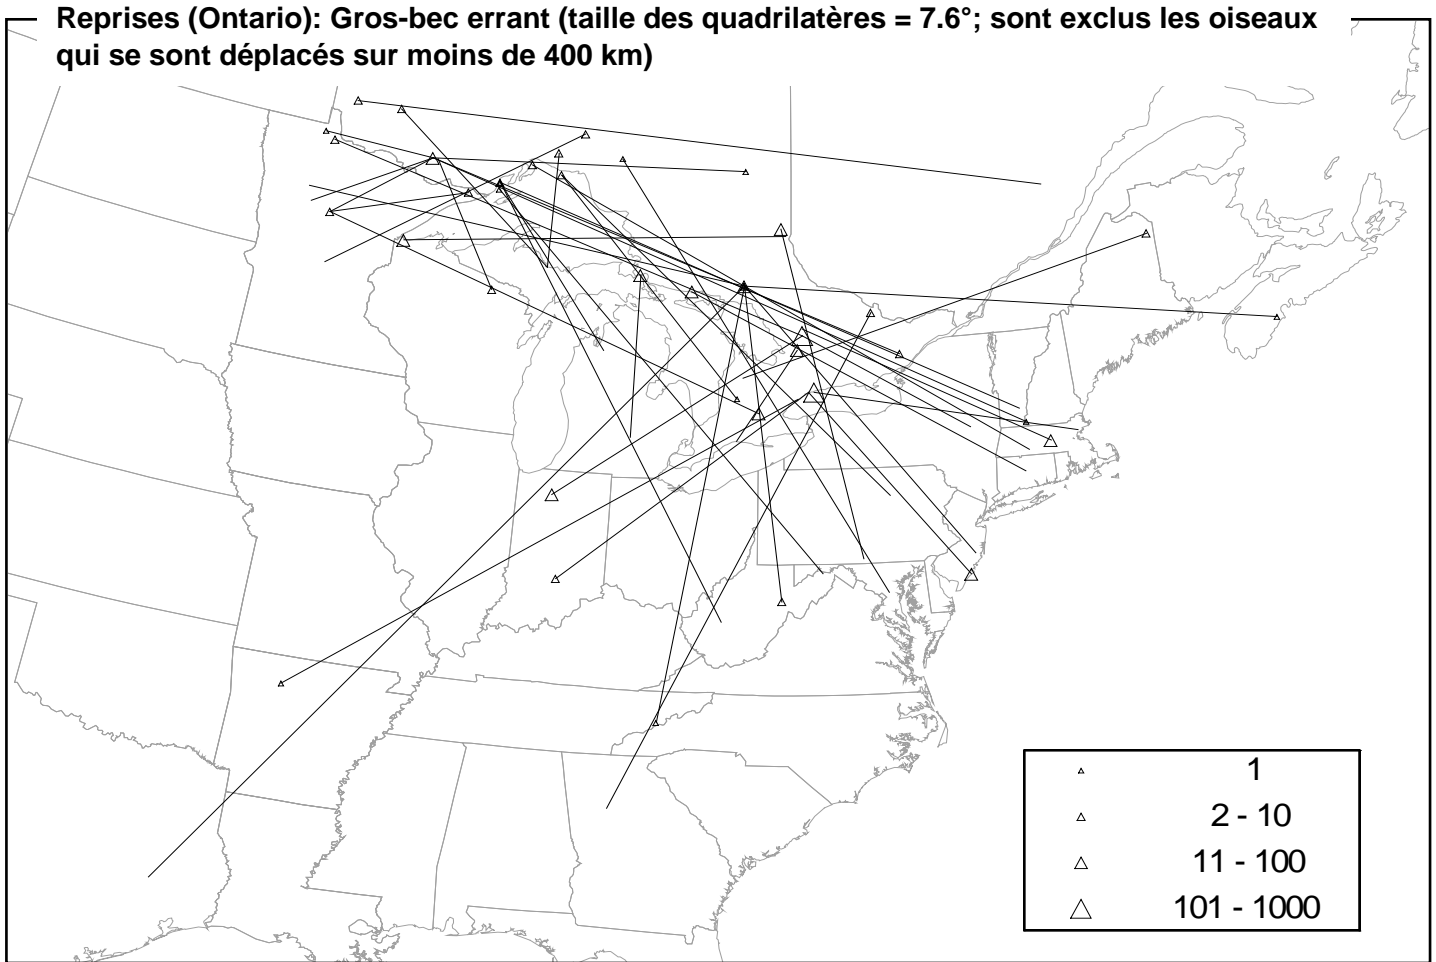 Reprises (Ontario): Gros-bec errant (taille des quadrilatères = 7.6°; sont exclus les oiseaux
qui se sont déplacés sur moins de 400 km)
1
2 - 10
11 - 100
101 - 1000